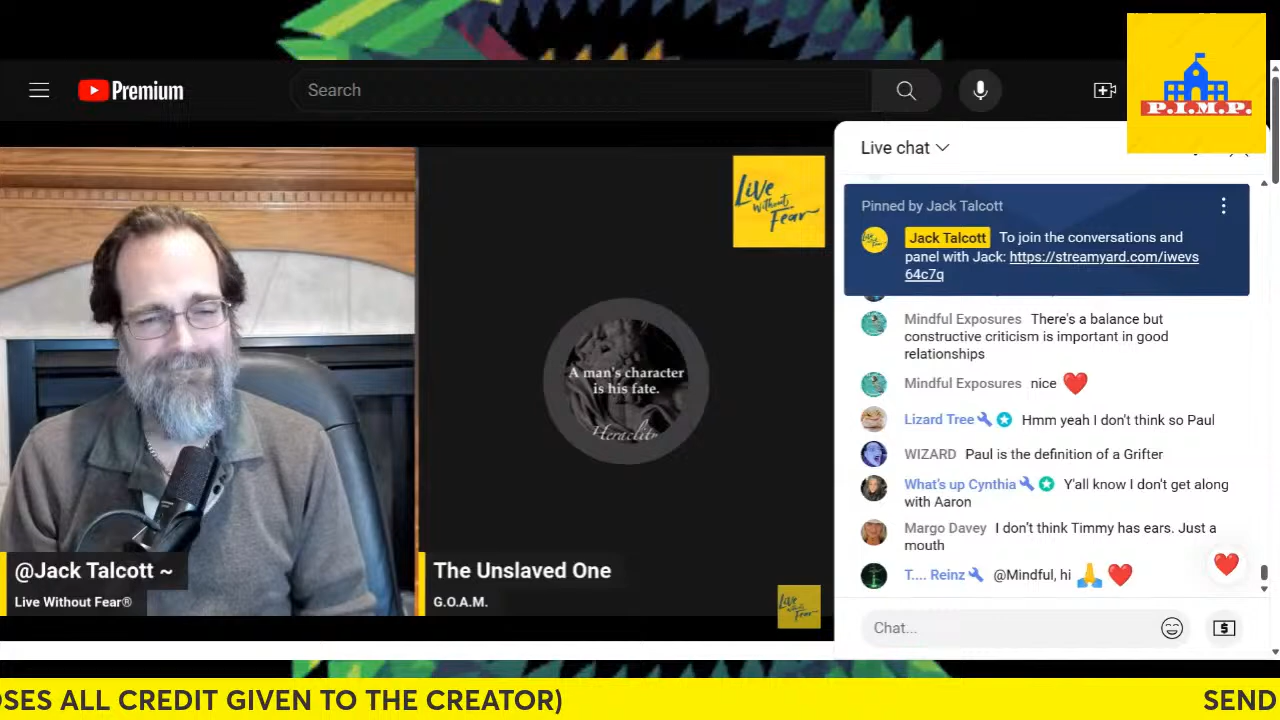 Premium
Search
P.I.M.P.
Live chat
Pinned by Jack Talcott
Jack Talcott To join the conversations and
panel with Jack: https://streamyard.com/iwevs
64c7q
Mindful Exposures There's a balance but
constructive criticism is important in good
relationships
Mindful Exposures nice ❤️
Lizard Tree Hmm yeah I don't think so Paul
WIZARD Paul is the definition of a Grifter
What's up Cynthia Y'all know I don't get along
with Aaron
Margo Davey I don't think Timmy has ears. Just a
mouth
T.... Reinz @Mindful, hi 🙏❤️
Chat...
Live
Without
Fear
A man's character
is his fate.
@Jack Talcott ~
Live Without Fear®
The Unslaved One
G.O.A.M.
Live
Without
Fear
OSES ALL CREDIT GIVEN TO THE CREATOR)
SEND